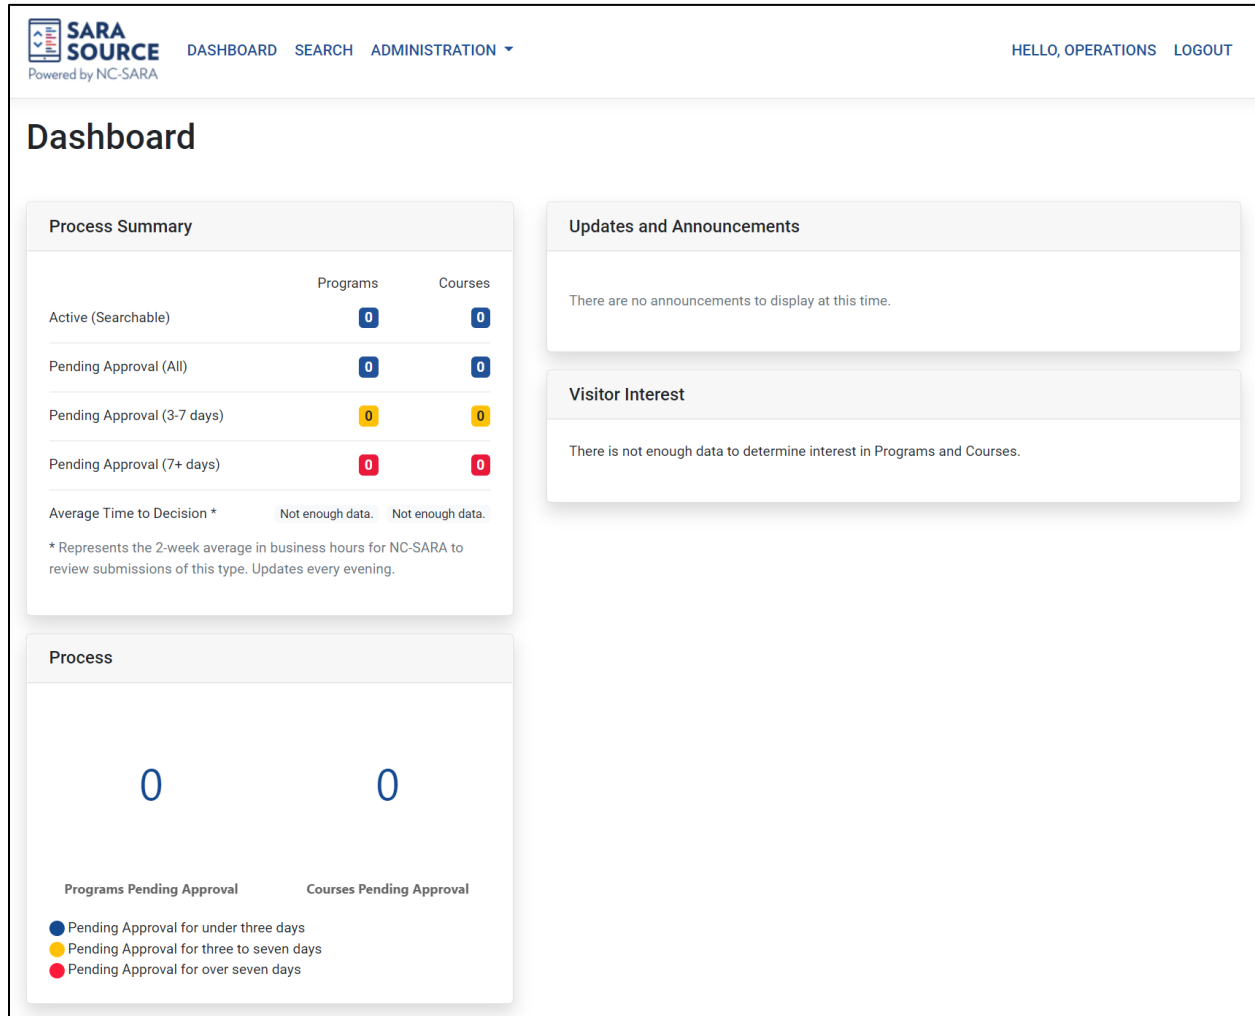 SARA
SOURCE
Powered by NC-SARA
DASHBOARD SEARCH ADMINISTRATION
HELLO, OPERATIONS LOGOUT
Dashboard
Process Summary
Programs Courses
Active (Searchable) 0 0
Pending Approval (All) 0 0
Pending Approval (3-7 days) 0 0
Pending Approval (7+ days) 0 0
Average Time to Decision * Not enough data. Not enough data.
* Represents the 2-week average in business hours for NC-SARA to
review submissions of this type. Updates every evening.
Updates and Announcements
There are no announcements to display at this time.
Visitor Interest
There is not enough data to determine interest in Programs and Courses.
Process
0 0
Programs Pending Approval Courses Pending Approval
Pending Approval for under three days
Pending Approval for three to seven days
Pending Approval for over seven days